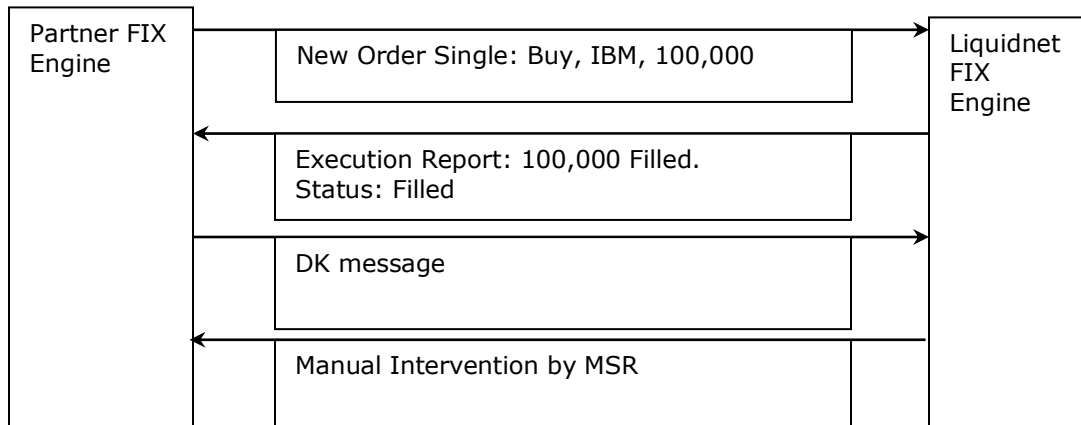 Partner FIX
Engine
New Order Single: Buy, IBM, 100,000
Liquidnet
FIX
Engine
Execution Report: 100,000 Filled.
Status: Filled
DK message
Manual Intervention by MSR